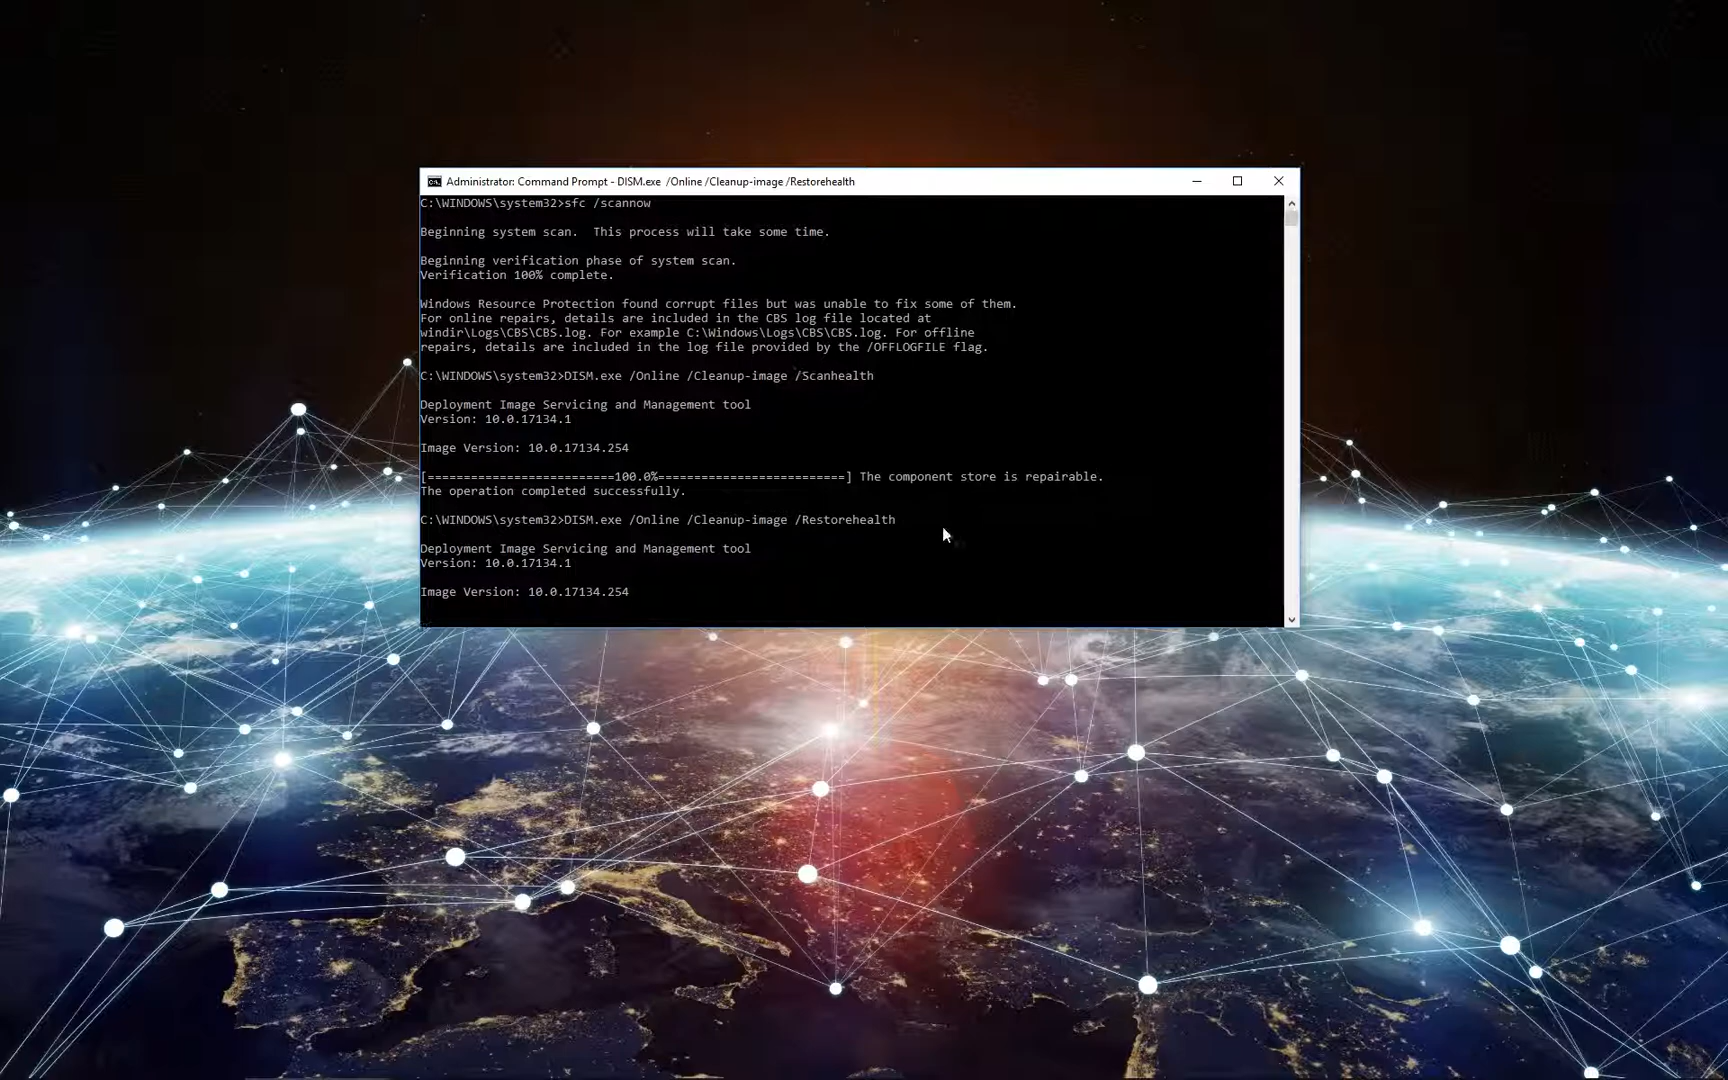 Administrator: Command Prompt - DISM.exe  /Online /Cleanup-image /Restorehealth
C:\WINDOWS\system32>sfc /scannow
Beginning system scan.  This process will take some time.
Beginning verification phase of system scan.
Verification 100% complete.
Windows Resource Protection found corrupt files but was unable to fix some of them.
For online repairs, details are included in the CBS log file located at
windir\Logs\CBS\CBS.log. For example C:\Windows\Logs\CBS\CBS.log. For offline
repairs, details are included in the log file provided by the /OFFLOGFILE flag.
C:\WINDOWS\system32>DISM.exe /Online /Cleanup-image /Scanhealth
Deployment Image Servicing and Management tool
Version: 10.0.17134.1
Image Version: 10.0.17134.254
[==========================100.0%==========================] The component store is repairable.
The operation completed successfully.
C:\WINDOWS\system32>DISM.exe /Online /Cleanup-image /Restorehealth
Deployment Image Servicing and Management tool
Version: 10.0.17134.1
Image Version: 10.0.17134.254